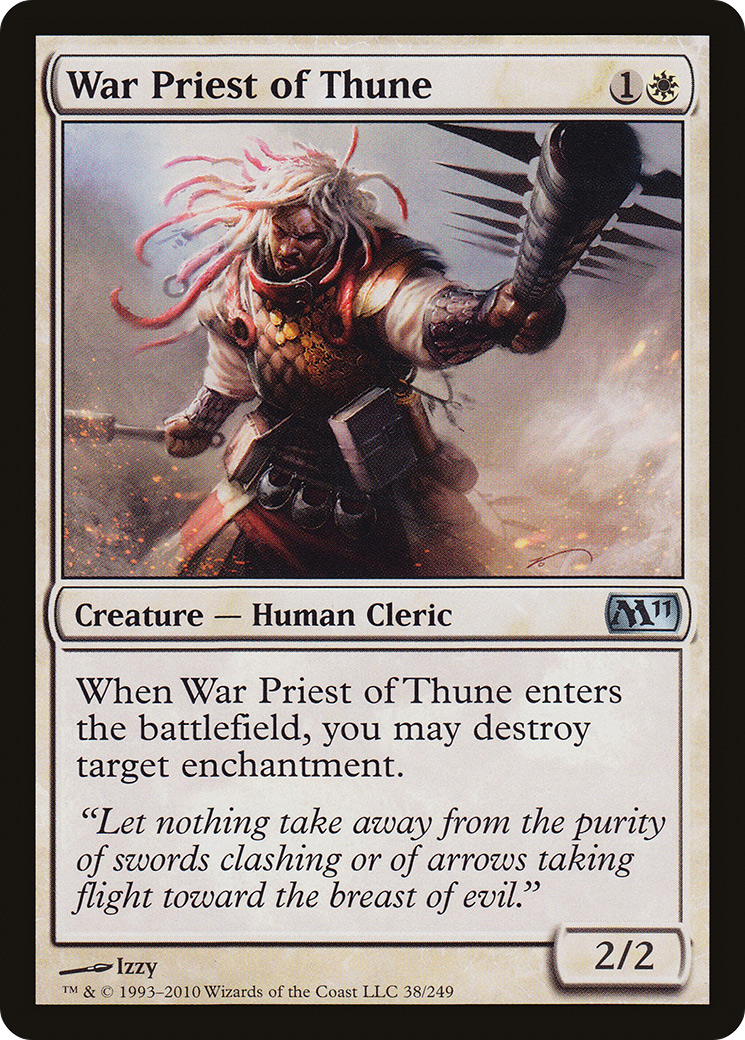 War Priest of Thune 1
Creature — Human Cleric M11
When War Priest of Thune enters
the battlefield, you may destroy
target enchantment.
“Let nothing take away from the purity
of swords clashing or of arrows taking
flight toward the breast of evil.”
2/2
Izzy
™ & © 1993–2010 Wizards of the Coast LLC 38/249